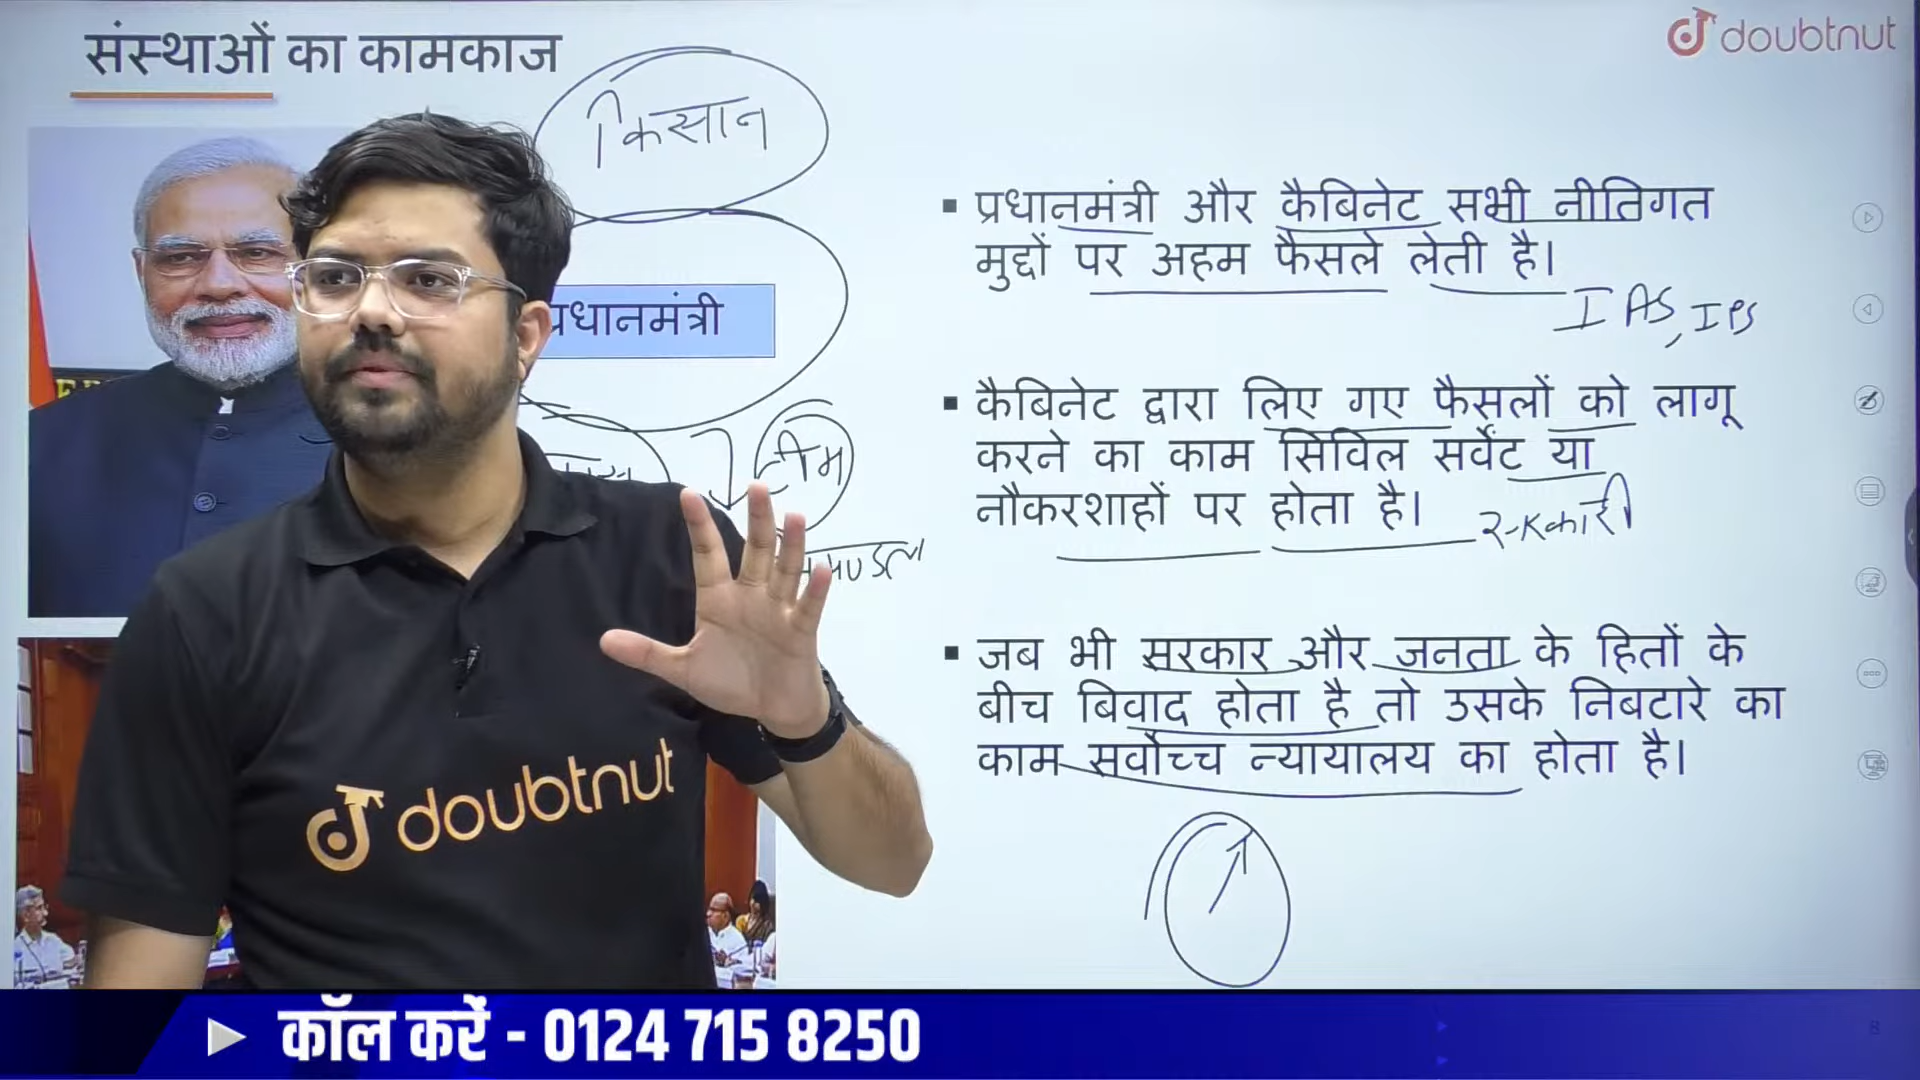 संस्थाओं का कामकाज
doubtnut
किसान
प्रधानमंत्री
टीम
▪ प्रधानमंत्री और कैबिनेट सभी नीतिगत
मुद्दों पर अहम फैसले लेती है।
IAS, IPS
▪ कैबिनेट द्वारा लिए गए फैसलों को लागू
करने का काम सिविल सर्वेंट या
नौकरशाहों पर होता है।
▪ जब भी सरकार और जनता के हितों के
बीच विवाद होता है तो उसके निबटारे का
काम सर्वोच्च न्यायालय का होता है।
doubtnut
कॉल करें - 0124 715 8250
8